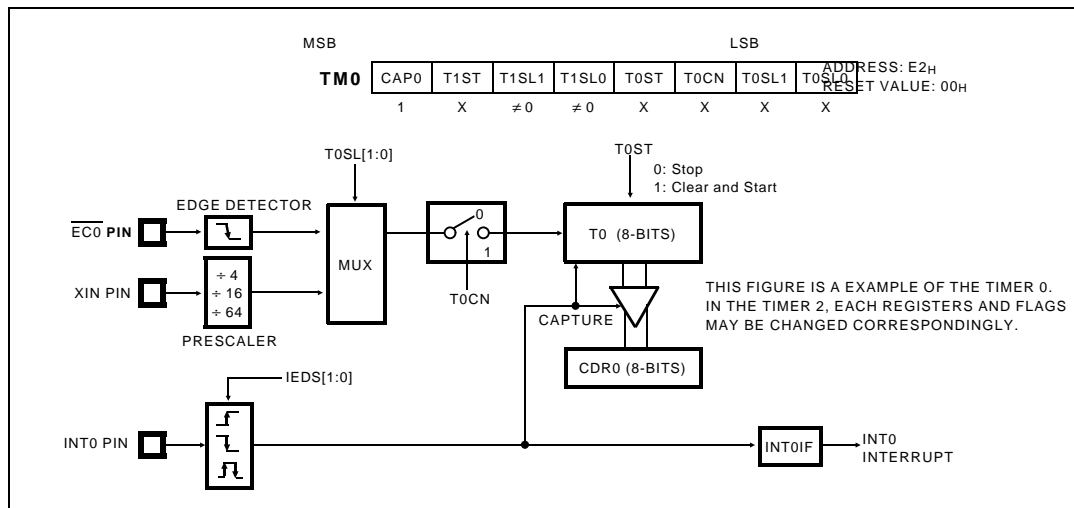 MSB LSB
TM0 CAP0 T1ST T1SL1 T1SL0 T0ST T0CN T0SL1 T0SL0
ADDRESS: E2H
RESET VALUE: 00H
1 X ≠0 ≠0 X X X X
T0SL[1:0]
T0ST
0: Stop
1: Clear and Start
EDGE DETECTOR
EC0 PIN
MUX
0
1
T0CN
T0 (8-BITS)
XIN PIN
÷ 4
÷ 16
÷ 64
PRESCALER
CAPTURE
CDR0 (8-BITS)
THIS FIGURE IS A EXAMPLE OF THE TIMER 0.
IN THE TIMER 2, EACH REGISTERS AND FLAGS
MAY BE CHANGED CORRESPONDINGLY.
IEDS[1:0]
INT0 PIN
INT0IF
INT0
INTERRUPT